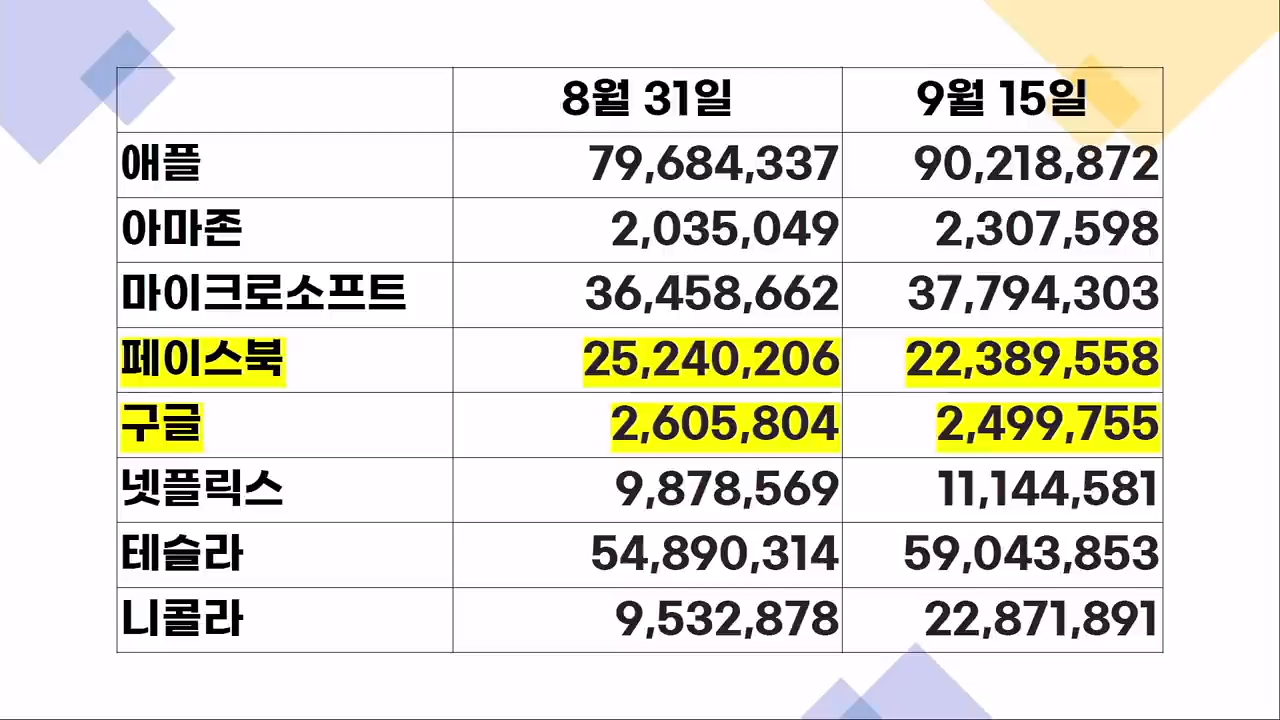 8월 31일 9월 15일
애플 79,684,337 90,218,872
아마존 2,035,049 2,307,598
마이크로소프트 36,458,662 37,794,303
페이스북 25,240,206 22,389,558
구글 2,605,804 2,499,755
넷플릭스 9,878,569 11,144,581
테슬라 54,890,314 59,043,853
니콜라 9,532,878 22,871,891